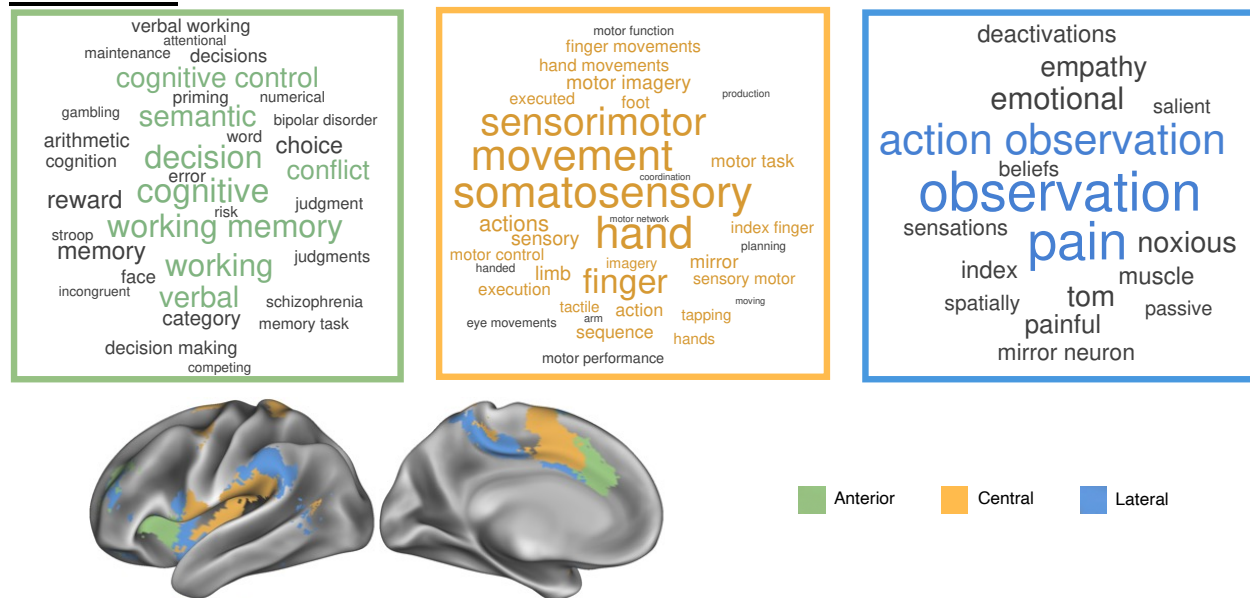 verbal working
attentional
maintenance decisions
cognitive control
priming numerical
gambling semantic bipolar disorder
arithmetic word choice
cognition decision conflict
error
reward cognitive judgment
risk
working memory
stroop
memory working judgments
face
incongruent verbal schizophrenia
category memory task
decision making
competing
motor function
finger movements
hand movements
motor imagery
executed foot production
sensorimotor
movement motor task
coordination
somatosensory
actions motor network index finger
sensory hand planning
motor control imagery mirror
handed limb finger sensory motor
execution
tactile action moving
eye movements arm tapping
sequence hands
motor performance
deactivations
empathy
emotional salient
action observation
beliefs
observation
sensations pain noxious
index muscle
spatially tom passive
painful
mirror neuron
Anterior Central Lateral